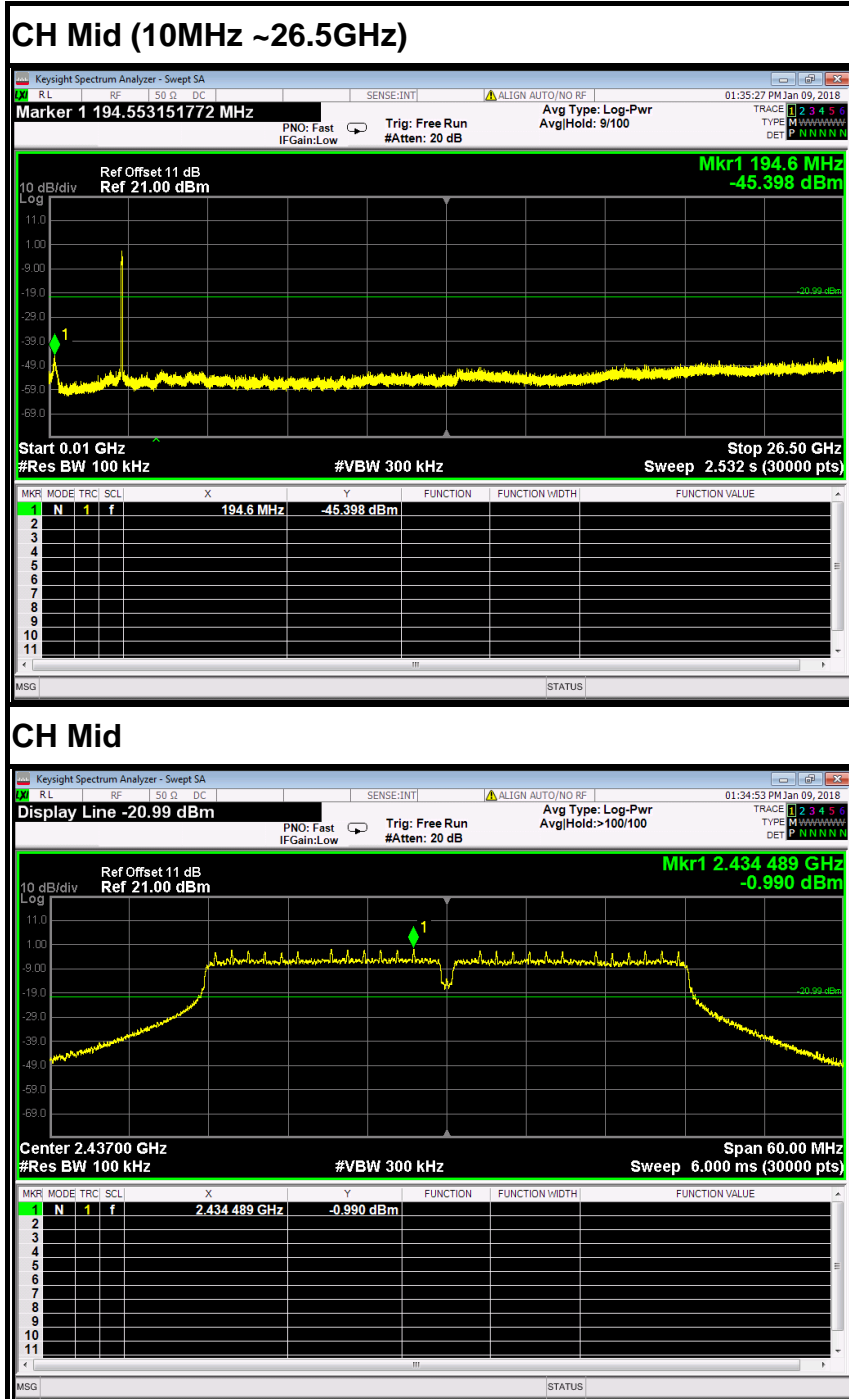 CH Mid (10MHz ~26.5GHz)
Keysight Spectrum Analyzer - Swept SA
LXI RL RF 50 Ω DC SENSE:INT ALIGN AUTO/NO RF 01:35:27 PM Jan 09, 2018
Marker 1 194.553151772 MHz
PNO: Fast
IFGain:Low
Trig: Free Run
#Atten: 20 dB
Avg Type: Log-Pwr
Avg|Hold: 9/100
TRACE 1 2 3 4 5 6
TYPE M WWWWW
DET P N N N N N
Mkr1 194.6 MHz
-45.398 dBm
Ref Offset 11 dB
10 dB/div Ref 21.00 dBm
Log
11.0
1.00
-9.00
-19.0
-20.99 dBm
-29.0
-39.0
1
-49.0
-59.0
-69.0
Start 0.01 GHz Stop 26.50 GHz
#Res BW 100 kHz #VBW 300 kHz Sweep 2.532 s (30000 pts)
MKR MODE TRC SCL X Y FUNCTION FUNCTION WIDTH FUNCTION VALUE
1 N 1 f 194.6 MHz -45.398 dBm
2
3
4
5
6
7
8
9
10
11
MSG STATUS
CH Mid
Keysight Spectrum Analyzer - Swept SA
LXI RL RF 50 Ω DC SENSE:INT ALIGN AUTO/NO RF 01:34:53 PM Jan 09, 2018
Display Line -20.99 dBm
PNO: Fast
IFGain:Low
Trig: Free Run
#Atten: 20 dB
Avg Type: Log-Pwr
Avg|Hold:>100/100
TRACE 1 2 3 4 5 6
TYPE M WWWWW
DET P N N N N N
Mkr1 2.434 489 GHz
-0.990 dBm
Ref Offset 11 dB
10 dB/div Ref 21.00 dBm
Log
11.0
1
1.00
-9.00
-19.0
-20.99 dBm
-29.0
-39.0
-49.0
-59.0
-69.0
Center 2.43700 GHz Span 60.00 MHz
#Res BW 100 kHz #VBW 300 kHz Sweep 6.000 ms (30000 pts)
MKR MODE TRC SCL X Y FUNCTION FUNCTION WIDTH FUNCTION VALUE
1 N 1 f 2.434 489 GHz -0.990 dBm
2
3
4
5
6
7
8
9
10
11
MSG STATUS